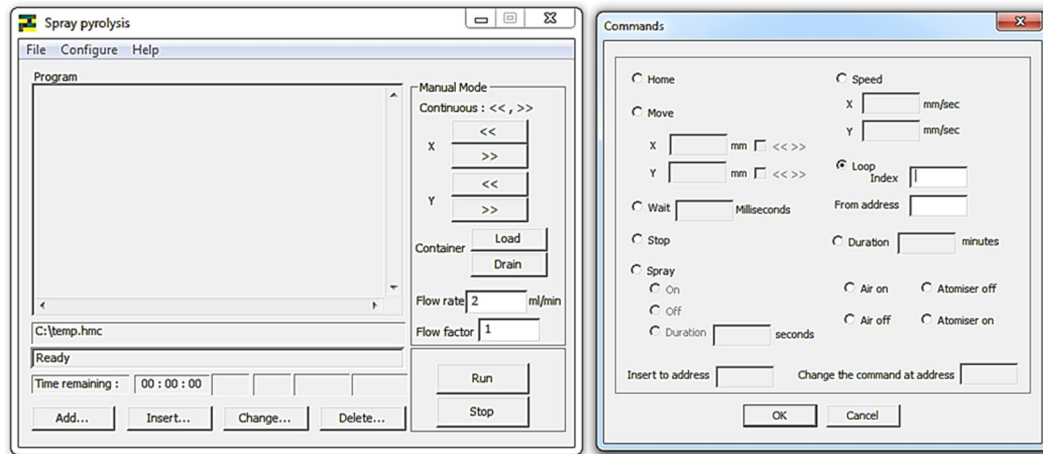 Spray pyrolysis
File Configure Help
Program
Manual Mode
Continuous : << , >>
X
<<
>>
Y
<<
>>
Container
Load
Drain
Flow rate 2 ml/min
Flow factor 1
C:\temp.hmc
Ready
Time remaining : 00 : 00 : 00
Run
Stop
Add... Insert... Change... Delete...
Commands
Home
Move
X mm << >>
Y mm << >>
Wait Milliseconds
Stop
Spray
On
Off
Duration seconds
Speed
X mm/sec
Y mm/sec
Loop
Index
From address
Duration minutes
Air on Atomiser off
Air off Atomiser on
Insert to address Change the command at address
OK Cancel